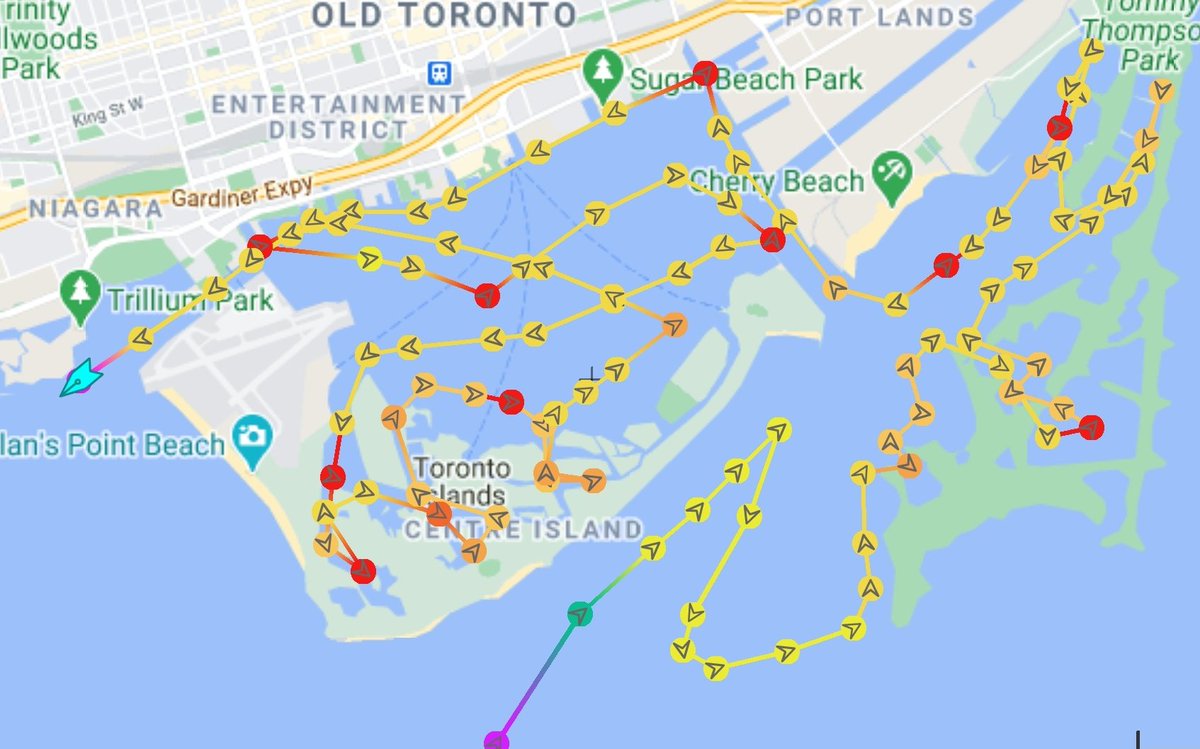 OLD TORONTO
PORT LANDS
Tommy
Thompso
Park
rinity
llwoods
Park
Sugar Beach Park
King St W
ENTERTAINMENT
DISTRICT
Cherry Beach
Gardiner Expy
NIAGARA
Trillium Park
lan's Point Beach
Toronto
Islands
CENTRE ISLAND